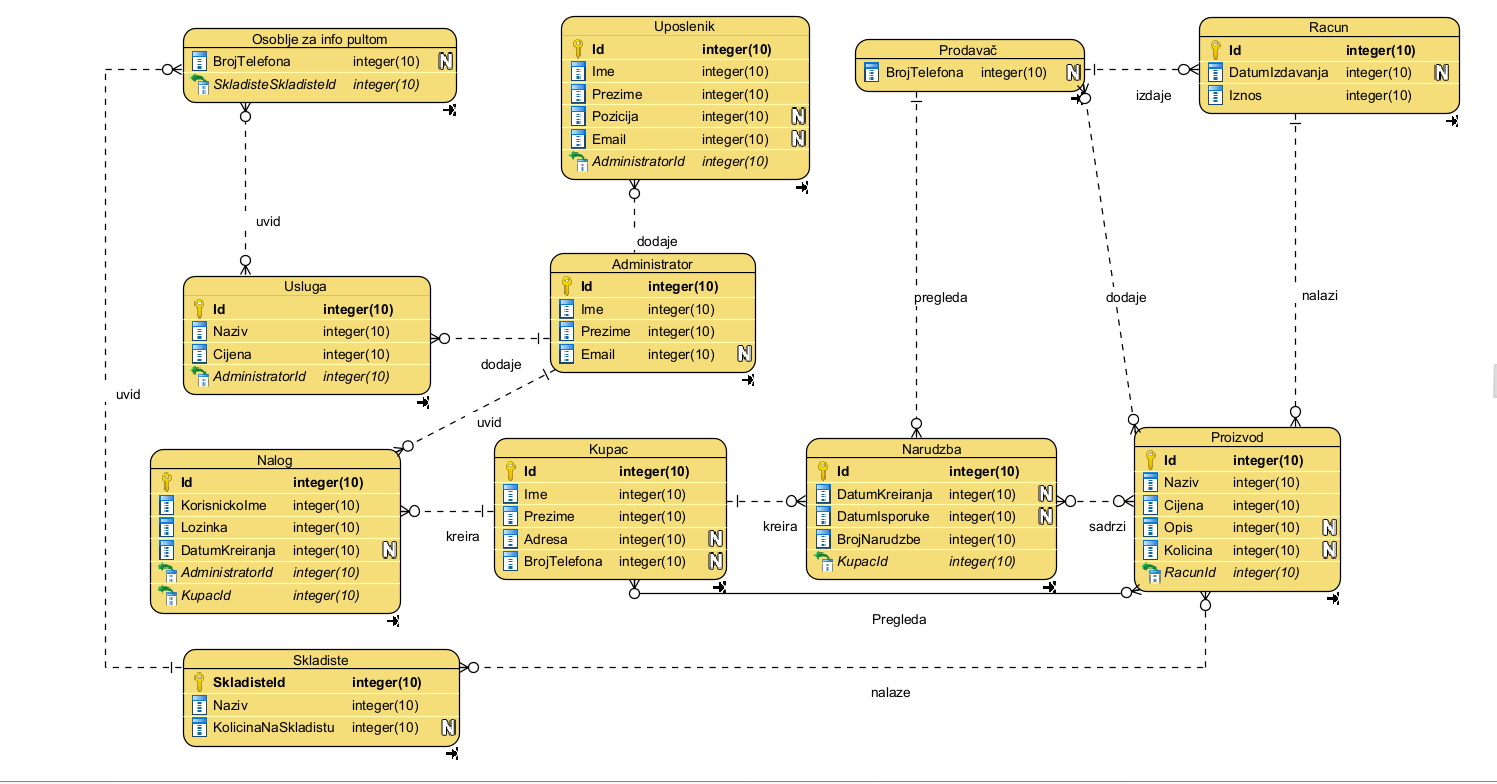 Osoblje za info pultom
BrojTelefona integer(10) N
SkladisteSkladisteId integer(10)
Uposlenik
Id integer(10)
Ime integer(10)
Prezime integer(10)
Pozicija integer(10) N
Email integer(10) N
AdministratorId integer(10)
Prodavač
BrojTelefona integer(10) N
izdaje
Racun
Id integer(10)
DatumIzdavanja integer(10) N
Iznos integer(10)
uvid
dodaje
Usluga
Id integer(10)
Naziv integer(10)
Cijena integer(10)
AdministratorId integer(10)
Administrator
Id integer(10)
Ime integer(10)
Prezime integer(10)
Email integer(10) N
pregleda
dodaje
nalazi
dodaje
uvid
uvid
Nalog
Id integer(10)
KorisnickoIme integer(10)
Lozinka integer(10)
DatumKreiranja integer(10) N
AdministratorId integer(10)
KupacId integer(10)
kreira
Kupac
Id integer(10)
Ime integer(10)
Prezime integer(10)
Adresa integer(10) N
BrojTelefona integer(10) N
kreira
Narudzba
Id integer(10)
DatumKreiranja integer(10) N
DatumIsporuke integer(10) N
BrojNarudzbe integer(10)
KupacId integer(10)
sadrzi
Proizvod
Id integer(10)
Naziv integer(10)
Cijena integer(10)
Opis integer(10) N
Kolicina integer(10) N
RacunId integer(10)
Pregleda
Skladiste
SkladisteId integer(10)
Naziv integer(10)
KolicinaNaSkladistu integer(10) N
nalaze